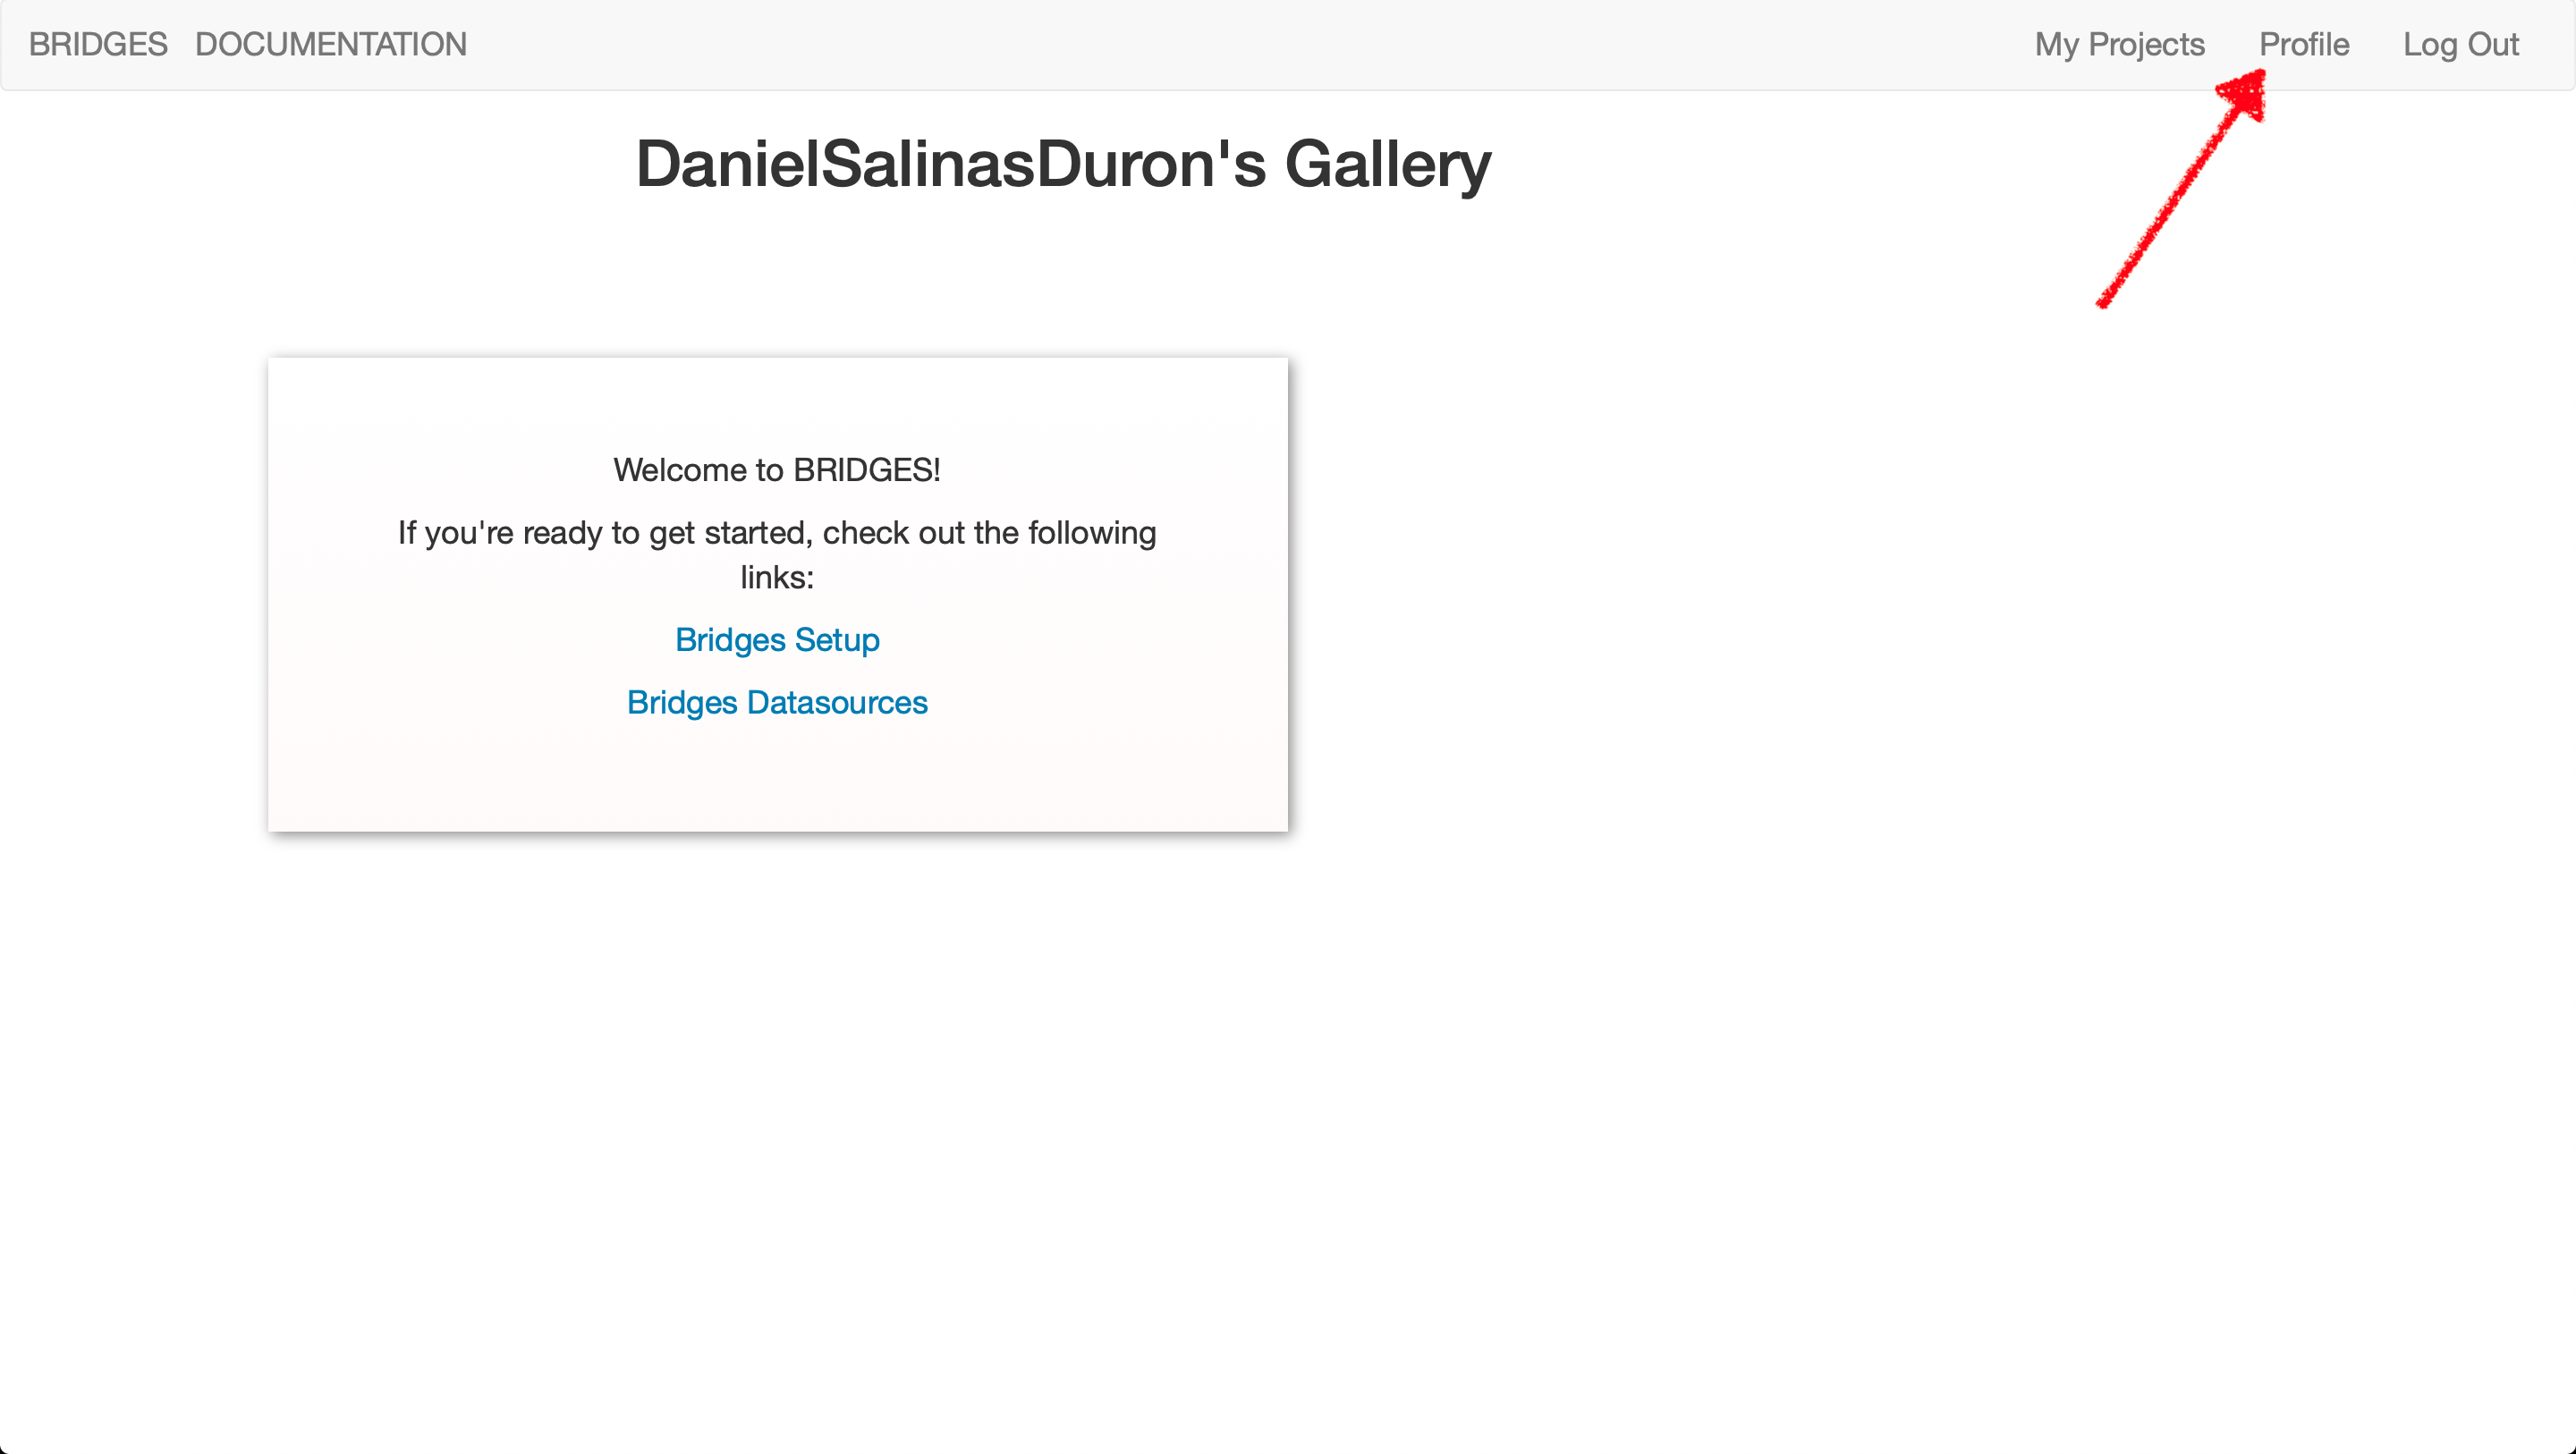 BRIDGES DOCUMENTATION My Projects Profile Log Out
DanielSalinasDuron's Gallery
Welcome to BRIDGES!
If you're ready to get started, check out the following
links:
Bridges Setup
Bridges Datasources